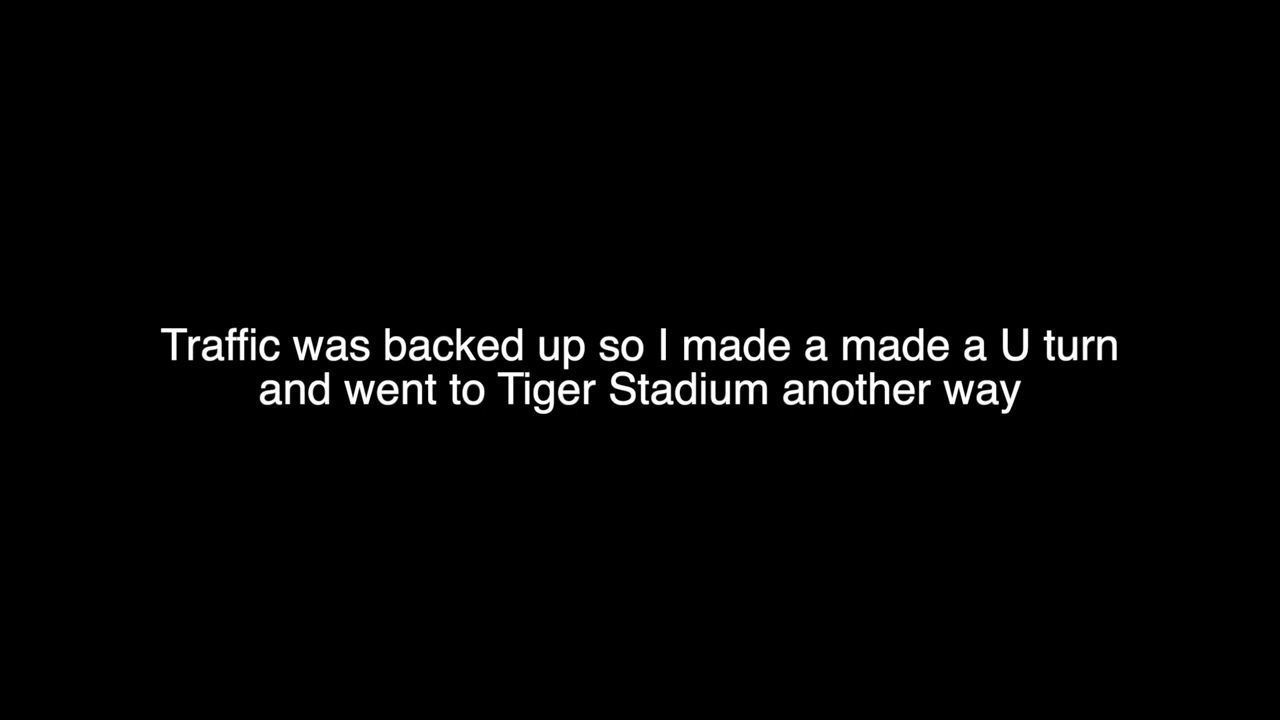 Traffic was backed up so I made a made a U turn
and went to Tiger Stadium another way